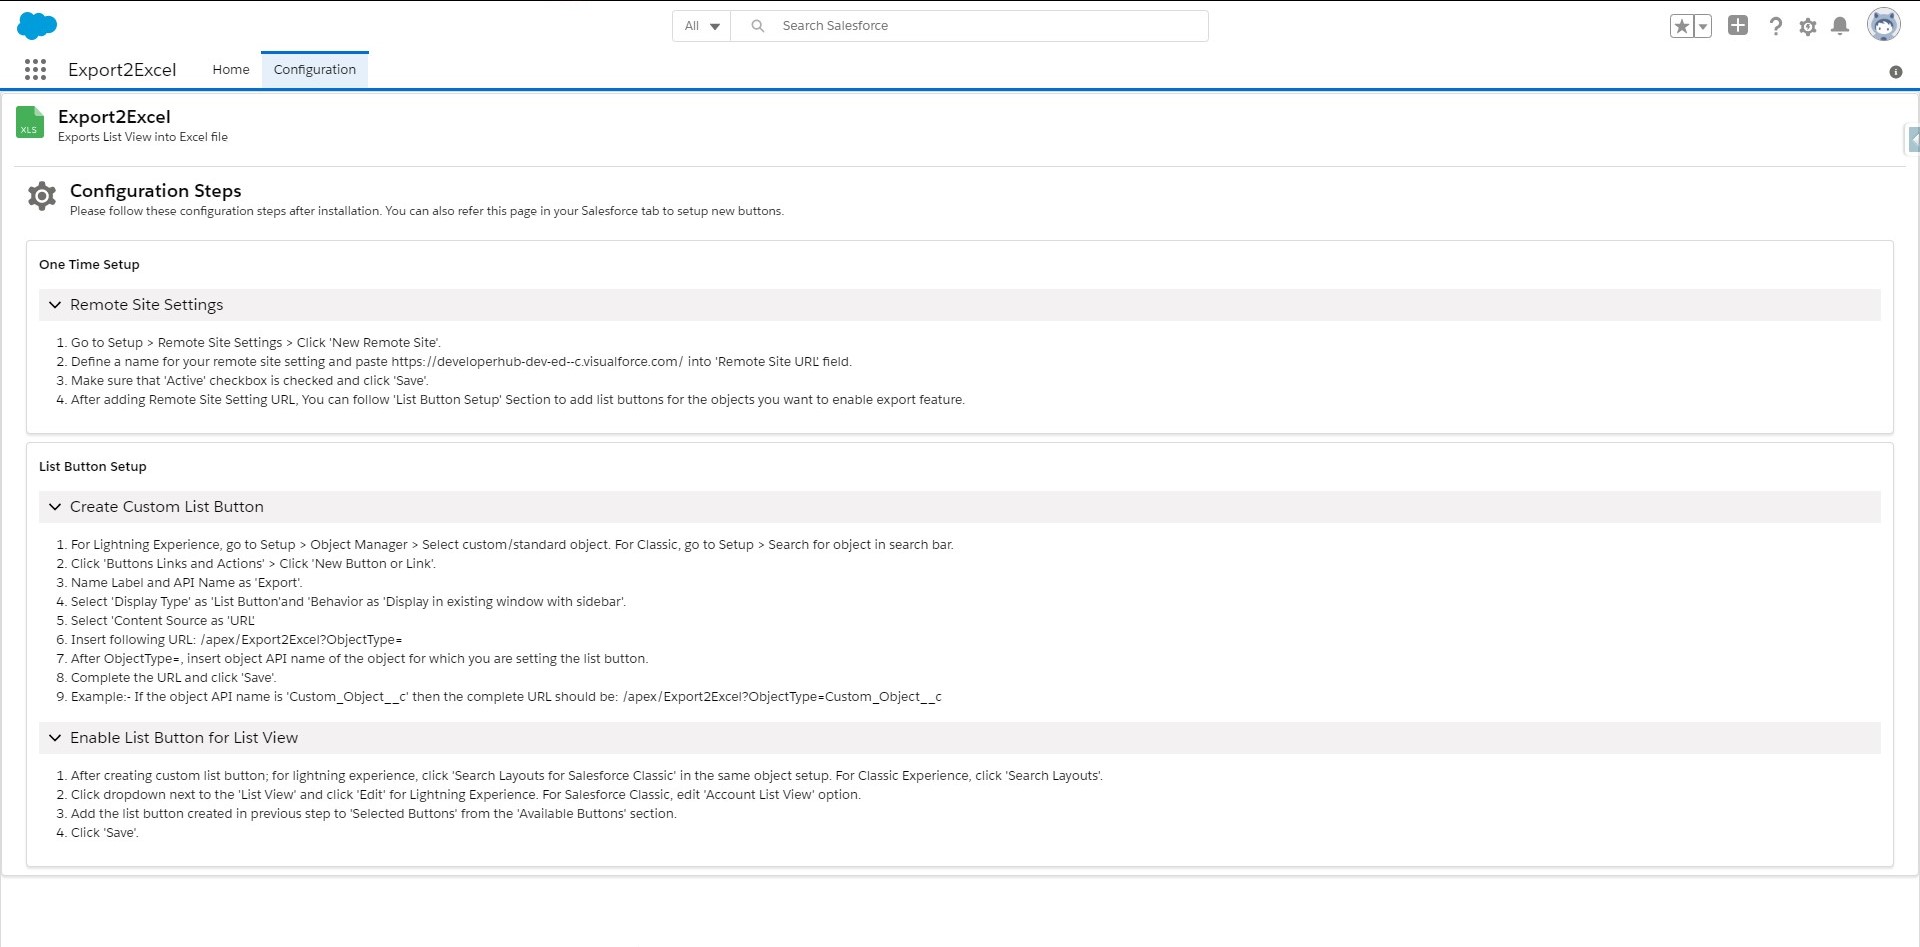 All
Search Salesforce
Export2Excel
Home
Configuration
XLS
Export2Excel
Exports List View into Excel file
Configuration Steps
Please follow these configuration steps after installation. You can also refer this page in your Salesforce tab to setup new buttons.
One Time Setup
Remote Site Settings
1. Go to Setup > Remote Site Settings > Click 'New Remote Site'.
2. Define a name for your remote site setting and paste https://developerhub-dev-ed--c.visualforce.com/ into 'Remote Site URL' field.
3. Make sure that 'Active' checkbox is checked and click 'Save'.
4. After adding Remote Site Setting URL, You can follow 'List Button Setup' Section to add list buttons for the objects you want to enable export feature.
List Button Setup
Create Custom List Button
1. For Lightning Experience, go to Setup > Object Manager > Select custom/standard object. For Classic, go to Setup > Search for object in search bar.
2. Click 'Buttons Links and Actions' > Click 'New Button or Link'.
3. Name Label and API Name as 'Export'.
4. Select 'Display Type' as 'List Button'and 'Behavior as 'Display in existing window with sidebar'.
5. Select 'Content Source as 'URL'
6. Insert following URL: /apex/Export2Excel?ObjectType=
7. After ObjectType=, insert object API name of the object for which you are setting the list button.
8. Complete the URL and click 'Save'.
9. Example:- If the object API name is 'Custom_Object__c' then the complete URL should be: /apex/Export2Excel?ObjectType=Custom_Object__c
Enable List Button for List View
1. After creating custom list button; for lightning experience, click 'Search Layouts for Salesforce Classic' in the same object setup. For Classic Experience, click 'Search Layouts'.
2. Click dropdown next to the 'List View' and click 'Edit' for Lightning Experience. For Salesforce Classic, edit 'Account List View' option.
3. Add the list button created in previous step to 'Selected Buttons' from the 'Available Buttons' section.
4. Click 'Save'.